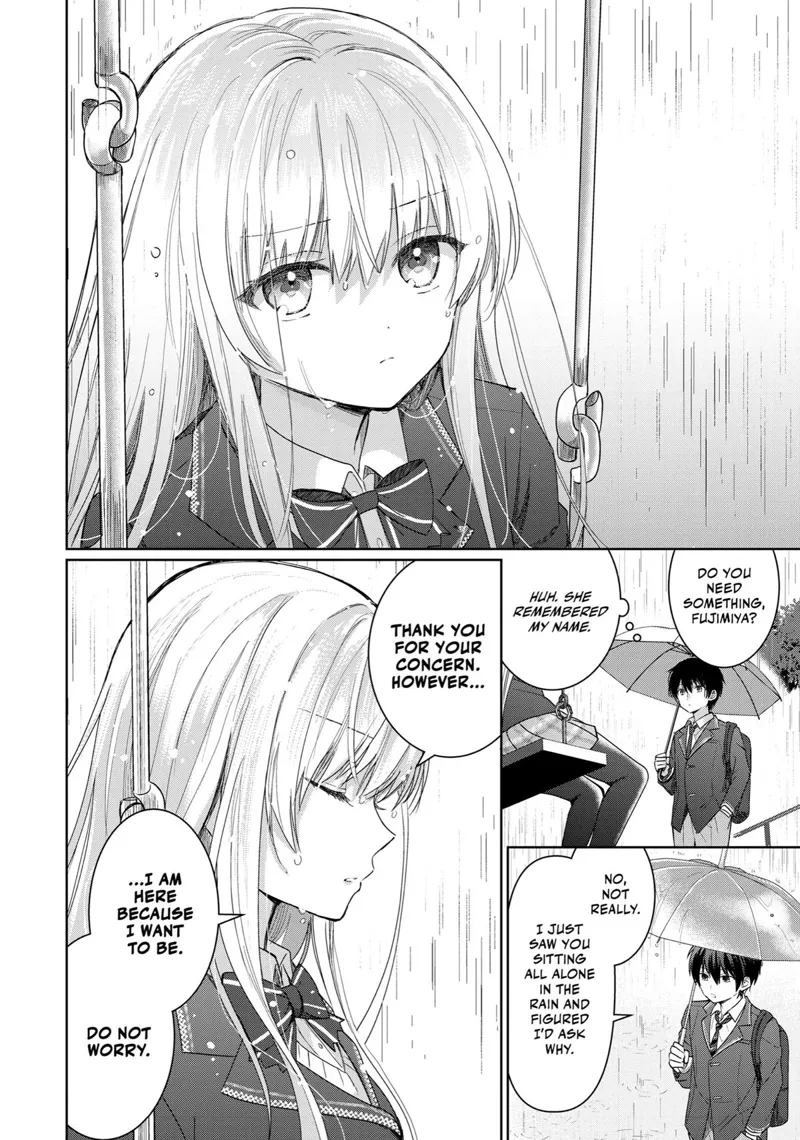 DO YOU
NEED
SOMETHING,
FUJIMIYA?
HUH. SHE
REMEMBERED
MY NAME.
NO,
NOT
REALLY.
I JUST
SAW YOU
SITTING
ALL ALONE
IN THE
RAIN AND
FIGURED
I'D ASK
WHY.
THANK YOU
FOR YOUR
CONCERN.
HOWEVER...
...I AM
HERE
BECAUSE
I WANT
TO BE.
DO NOT
WORRY.